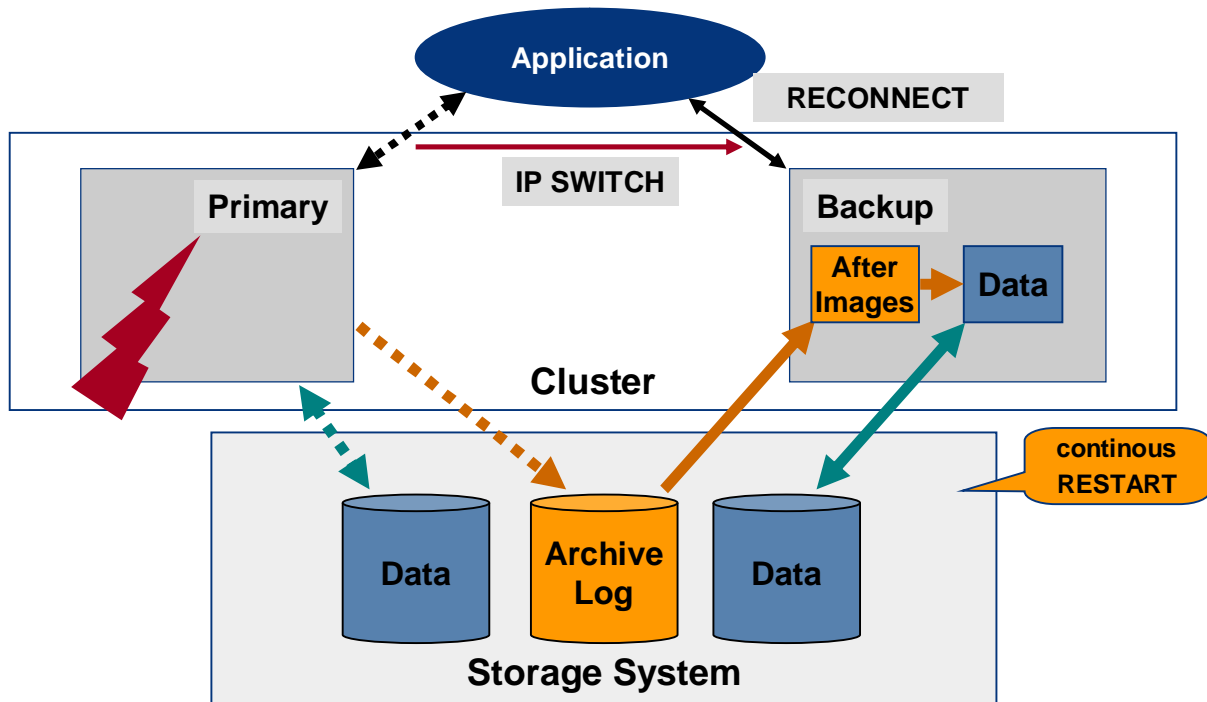 Application
RECONNECT
IP SWITCH
Primary
Backup
After
Images
Data
Cluster
continous
RESTART
Data
Archive
Log
Data
Storage System